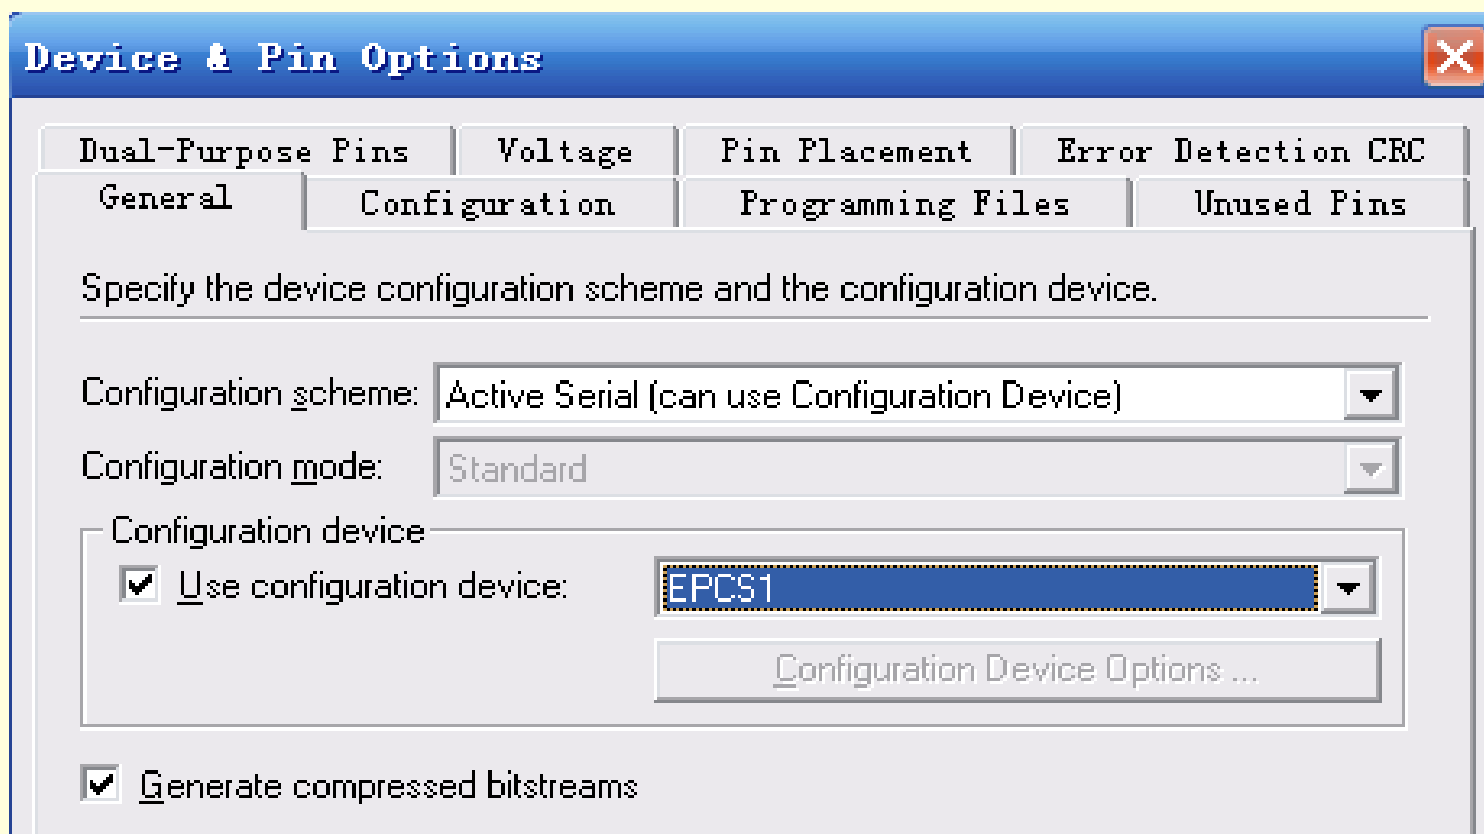 Device & Pin Options
Dual-Purpose Pins Voltage Pin Placement Error Detection CRC
General Configuration Programming Files Unused Pins
Specify the device configuration scheme and the configuration device.
Configuration scheme: Active Serial (can use Configuration Device)
Configuration mode: Standard
Configuration device
Use configuration device: EPCS1
Configuration Device Options ...
Generate compressed bitstreams